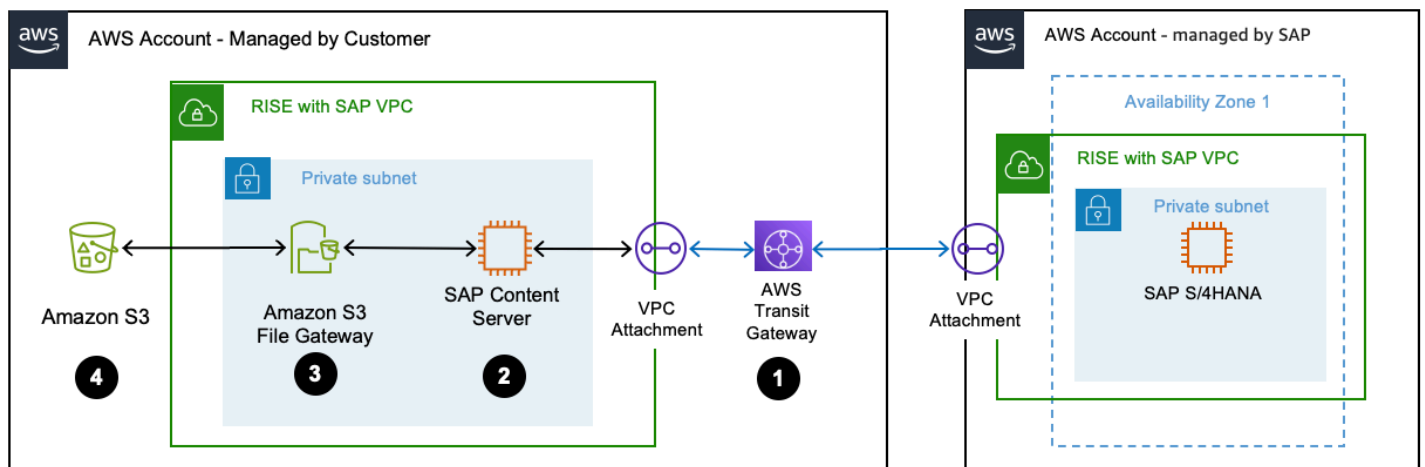 aws
AWS Account - Managed by Customer
RISE with SAP VPC
Private subnet
Amazon S3
4
Amazon S3
File Gateway
3
SAP Content
Server
2
VPC
Attachment
AWS
Transit
Gateway
1
aws
AWS Account - managed by SAP
Availability Zone 1
RISE with SAP VPC
Private subnet
SAP S/4HANA
VPC
Attachment